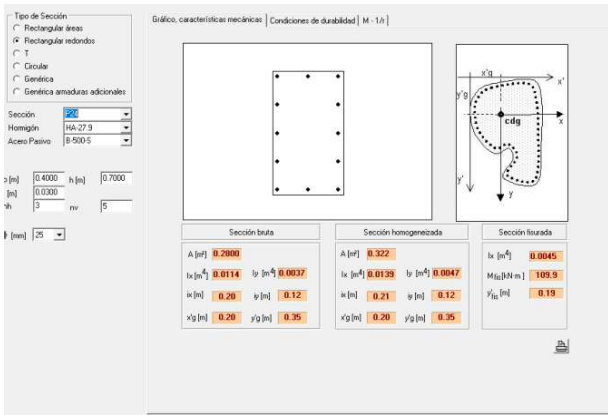 Tipo de Sección
Rectangular áreas
Rectangular redondos
T
Circular
Genérica
Genérica armaduras adicionales
Sección P24
Hormigón HA-27.9
Acero Pasivo B-500-S
[m] 0.4000 h [m] 0.7000
[m] 0.0300
nh 3 nv 5
[mm] 25
Gráfico, características mecánicas Condiciones de durabilidad M - 1/r
x'g x'
y'g
cdg x
y' y
Sección bruta Sección homogeneizada Sección fisurada
A [m²] 0.2800 A [m²] 0.322 Ix [m4] 0.0045
Ix [m4] 0.0114 Iy [m4] 0.0037 Ix [m4] 0.0139 Iy [m4] 0.0047 Mfis[kN·m] 109.9
ix [m] 0.20 iy [m] 0.12 ix [m] 0.21 iy [m] 0.12 y'fis [m] 0.19
x'g [m] 0.20 y'g [m] 0.35 x'g [m] 0.20 y'g [m] 0.35